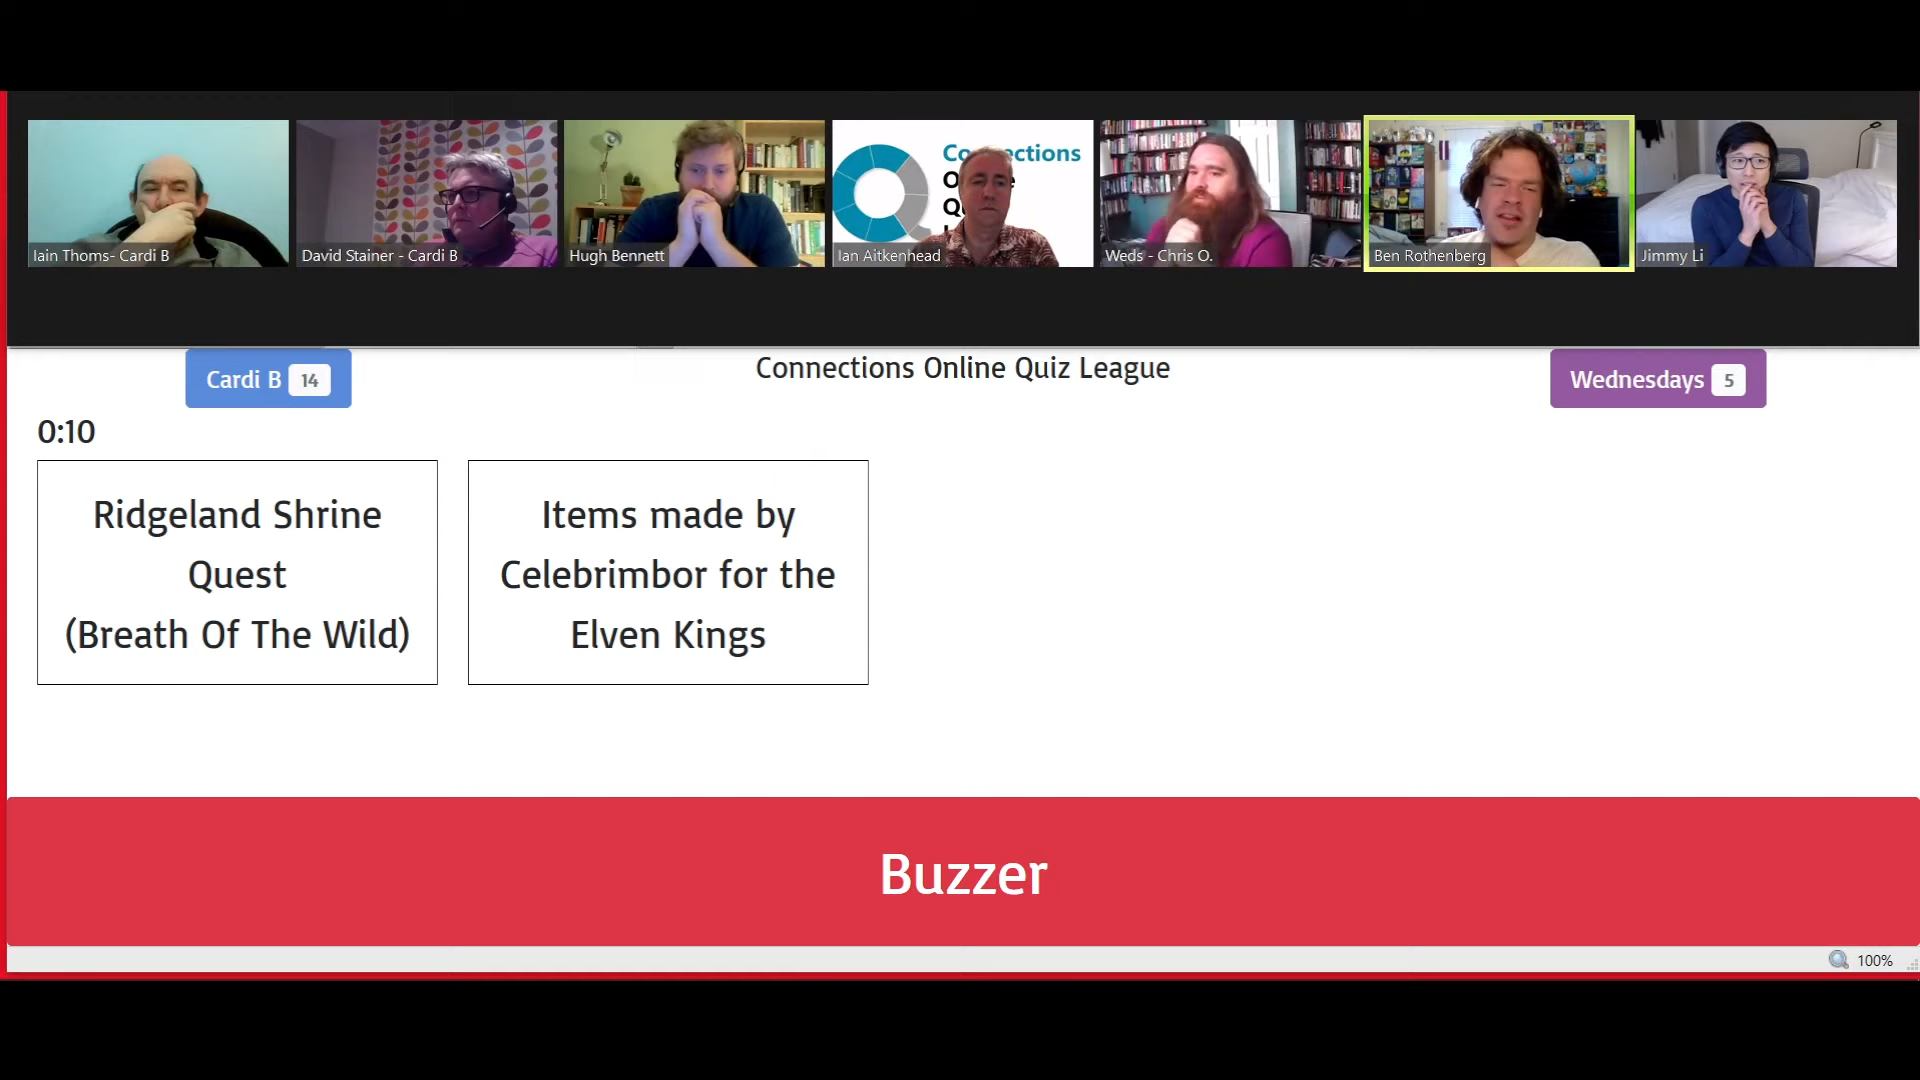 Connections
Iain Thoms- Cardi B
David Stainer - Cardi B
Hugh Bennett
Ian Aitkenhead
Weds - Chris O.
Ben Rothenberg
Jimmy Li
Cardi B 14
Connections Online Quiz League
Wednesdays 5
0:10
Ridgeland Shrine
Quest
(Breath Of The Wild)
Items made by
Celebrimbor for the
Elven Kings
Buzzer
100%